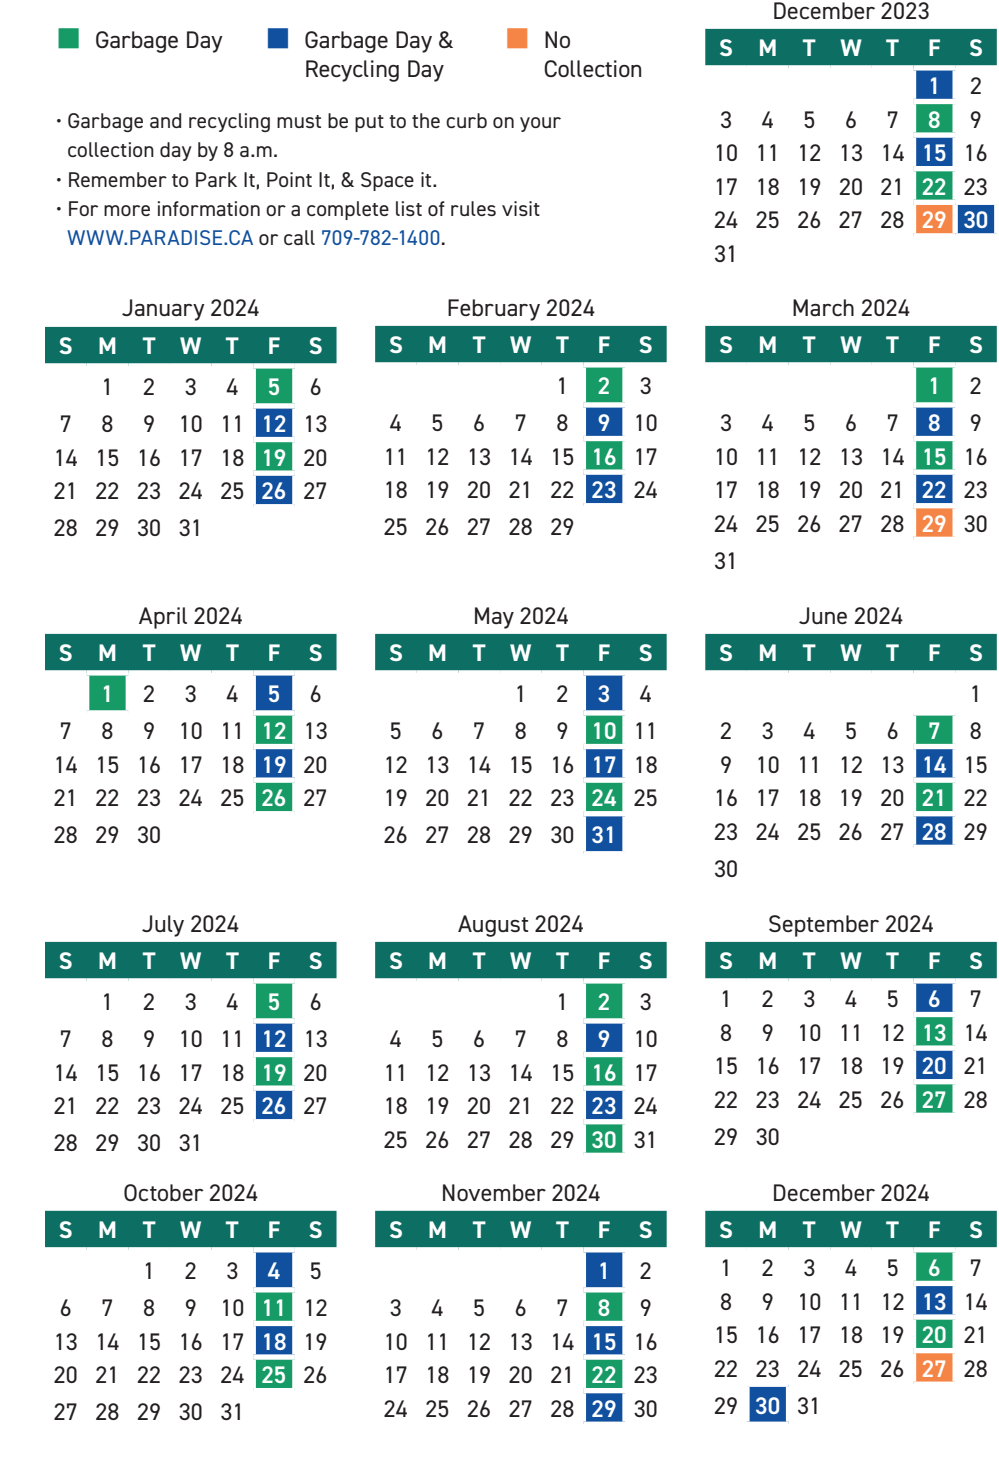 Garbage Day
Garbage Day &
Recycling Day
No
Collection
• Garbage and recycling must be put to the curb on your
collection day by 8 a.m.
• Remember to Park It, Point It, & Space it.
• For more information or a complete list of rules visit
WWW.PARADISE.CA or call 709-782-1400.
December 2023
S M T W T F S
1 2
3 4 5 6 7 8 9
10 11 12 13 14 15 16
17 18 19 20 21 22 23
24 25 26 27 28 29 30
31
January 2024
S M T W T F S
1 2 3 4 5 6
7 8 9 10 11 12 13
14 15 16 17 18 19 20
21 22 23 24 25 26 27
28 29 30 31
February 2024
S M T W T F S
1 2 3
4 5 6 7 8 9 10
11 12 13 14 15 16 17
18 19 20 21 22 23 24
25 26 27 28 29
March 2024
S M T W T F S
1 2
3 4 5 6 7 8 9
10 11 12 13 14 15 16
17 18 19 20 21 22 23
24 25 26 27 28 29 30
31
April 2024
S M T W T F S
1 2 3 4 5 6
7 8 9 10 11 12 13
14 15 16 17 18 19 20
21 22 23 24 25 26 27
28 29 30
May 2024
S M T W T F S
1 2 3 4
5 6 7 8 9 10 11
12 13 14 15 16 17 18
19 20 21 22 23 24 25
26 27 28 29 30 31
June 2024
S M T W T F S
1
2 3 4 5 6 7 8
9 10 11 12 13 14 15
16 17 18 19 20 21 22
23 24 25 26 27 28 29
30
July 2024
S M T W T F S
1 2 3 4 5 6
7 8 9 10 11 12 13
14 15 16 17 18 19 20
21 22 23 24 25 26 27
28 29 30 31
August 2024
S M T W T F S
1 2 3
4 5 6 7 8 9 10
11 12 13 14 15 16 17
18 19 20 21 22 23 24
25 26 27 28 29 30 31
September 2024
S M T W T F S
1 2 3 4 5 6 7
8 9 10 11 12 13 14
15 16 17 18 19 20 21
22 23 24 25 26 27 28
29 30
October 2024
S M T W T F S
1 2 3 4 5
6 7 8 9 10 11 12
13 14 15 16 17 18 19
20 21 22 23 24 25 26
27 28 29 30 31
November 2024
S M T W T F S
1 2
3 4 5 6 7 8 9
10 11 12 13 14 15 16
17 18 19 20 21 22 23
24 25 26 27 28 29 30
December 2024
S M T W T F S
1 2 3 4 5 6 7
8 9 10 11 12 13 14
15 16 17 18 19 20 21
22 23 24 25 26 27 28
29 30 31